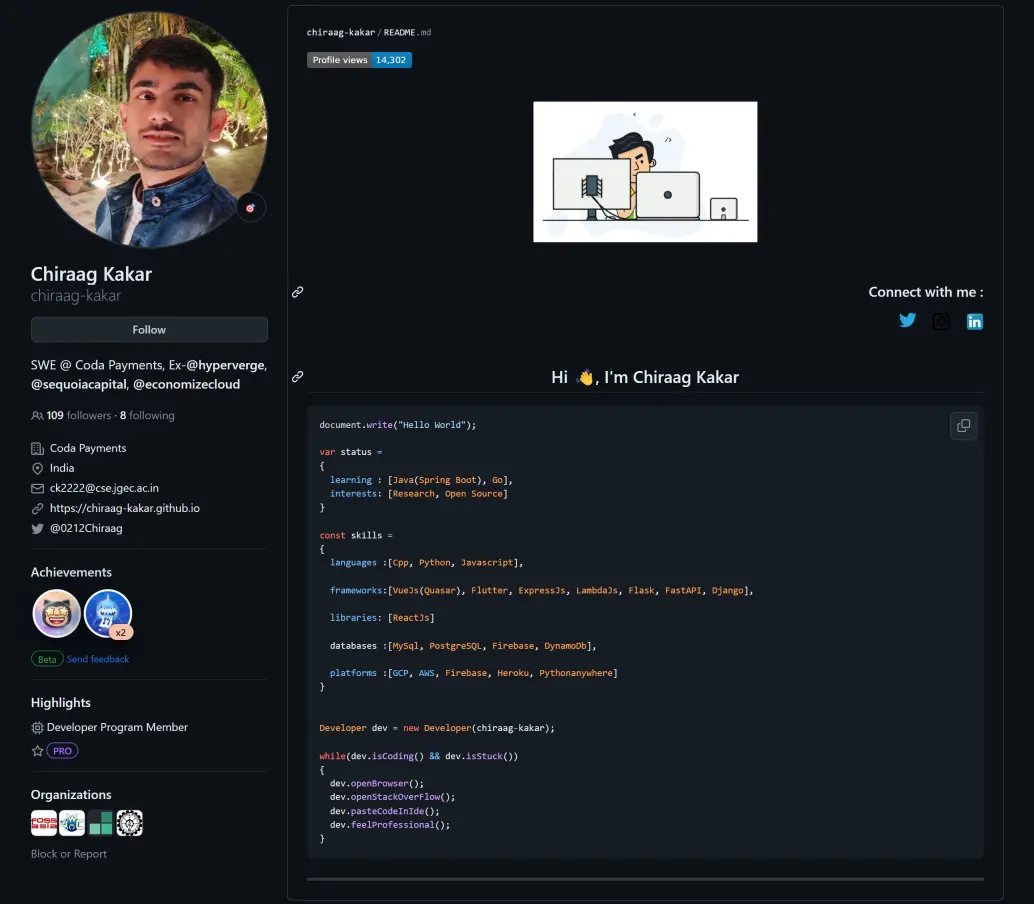 Chiraag Kakar
chiraag-kakar
Follow
SWE @ Coda Payments, Ex-@hyperverge,
@sequoiacapital, @economizecloud
109 followers · 8 following
Coda Payments
India
ck2222@cse.jgec.ac.in
https://chiraag-kakar.github.io
@0212Chiraag
Achievements
x2
Beta Send feedback
Highlights
Developer Program Member
PRO
Organizations
FOSS
ASIA
Block or Report
chiraag-kakar / README.md
Profile views 14,302
</>
Connect with me :
in
Hi 👋, I'm Chiraag Kakar
document.write("Hello World");
var status =
{
learning : [Java(Spring Boot), Go],
interests: [Research, Open Source]
}
const skills =
{
languages :[Cpp, Python, Javascript],
frameworks:[VueJs(Quasar), Flutter, ExpressJs, LambdaJs, Flask, FastAPI, Django],
libraries: [ReactJs]
databases :[MySql, PostgreSQL, Firebase, DynamoDb],
platforms :[GCP, AWS, Firebase, Heroku, Pythonanywhere]
}
Developer dev = new Developer(chiraag-kakar);
while(dev.isCoding() && dev.isStuck())
{
dev.openBrowser();
dev.openStackOverFlow();
dev.pasteCodeInIde();
dev.feelProfessional();
}